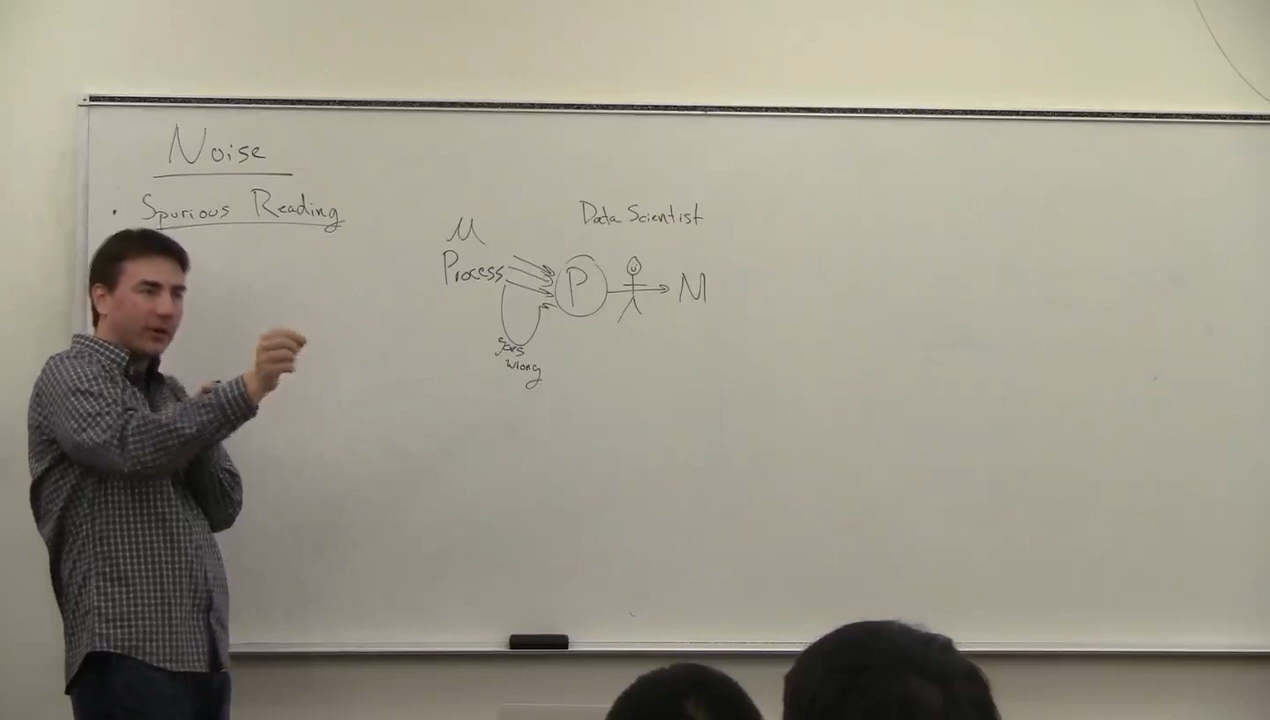 Noise
• Spurious Reading
Data Scientist
M
Process
P
M
goes
wrong